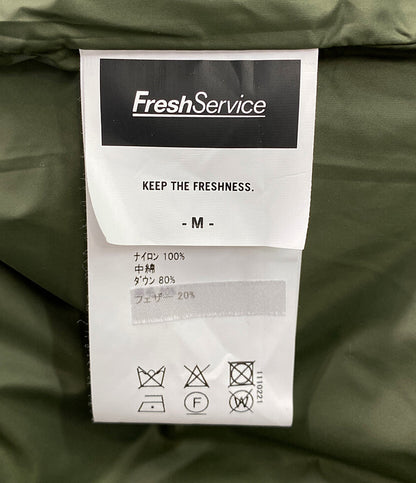 FreshService
KEEP THE FRESHNESS.
- M -
ナイロン 100%
中綿
ダウン 80%
フェザー 20%
F
1110221